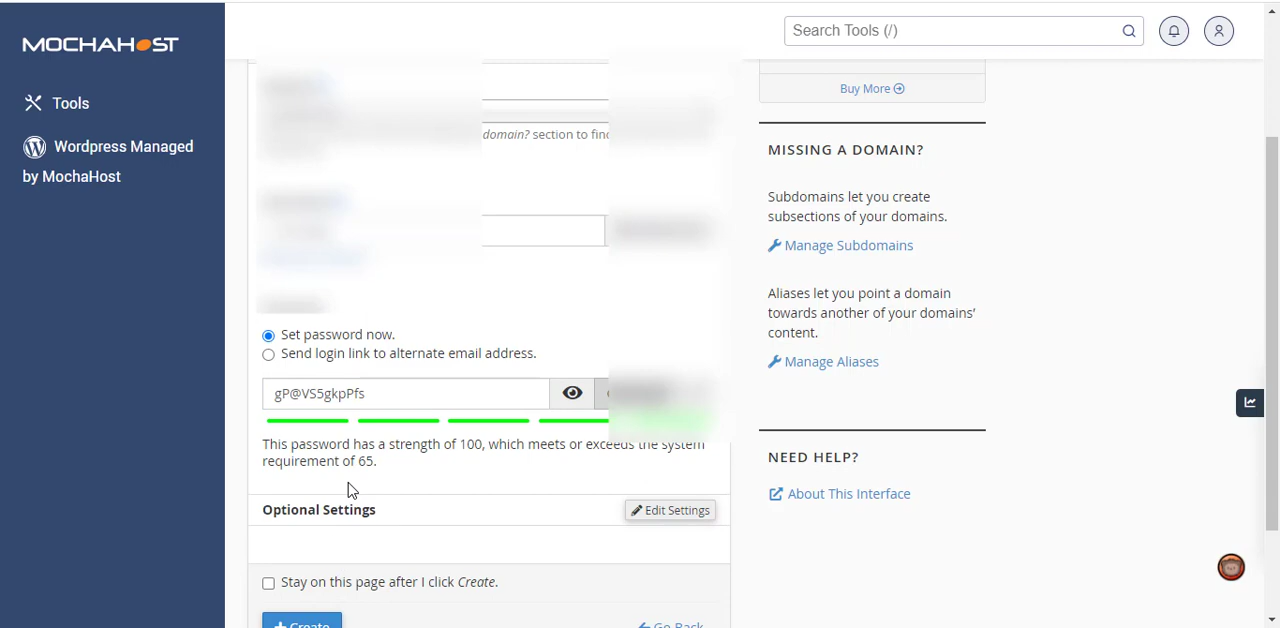 MOCHAHOST
Search Tools (/)
Tools
Wordpress Managed
by MochaHost
Buy More
domain? section to
MISSING A DOMAIN?
Subdomains let you create
subsections of your domains.
Manage Subdomains
Aliases let you point a domain
towards another of your domains'
content.
Manage Aliases
Set password now.
Send login link to alternate email address.
gP@VS5gkpPfs
This password has a strength of 100, which meets or exceeds the system
requirement of 65.
Optional Settings
Edit Settings
NEED HELP?
About This Interface
Stay on this page after I click Create.
+ Create
Go Back